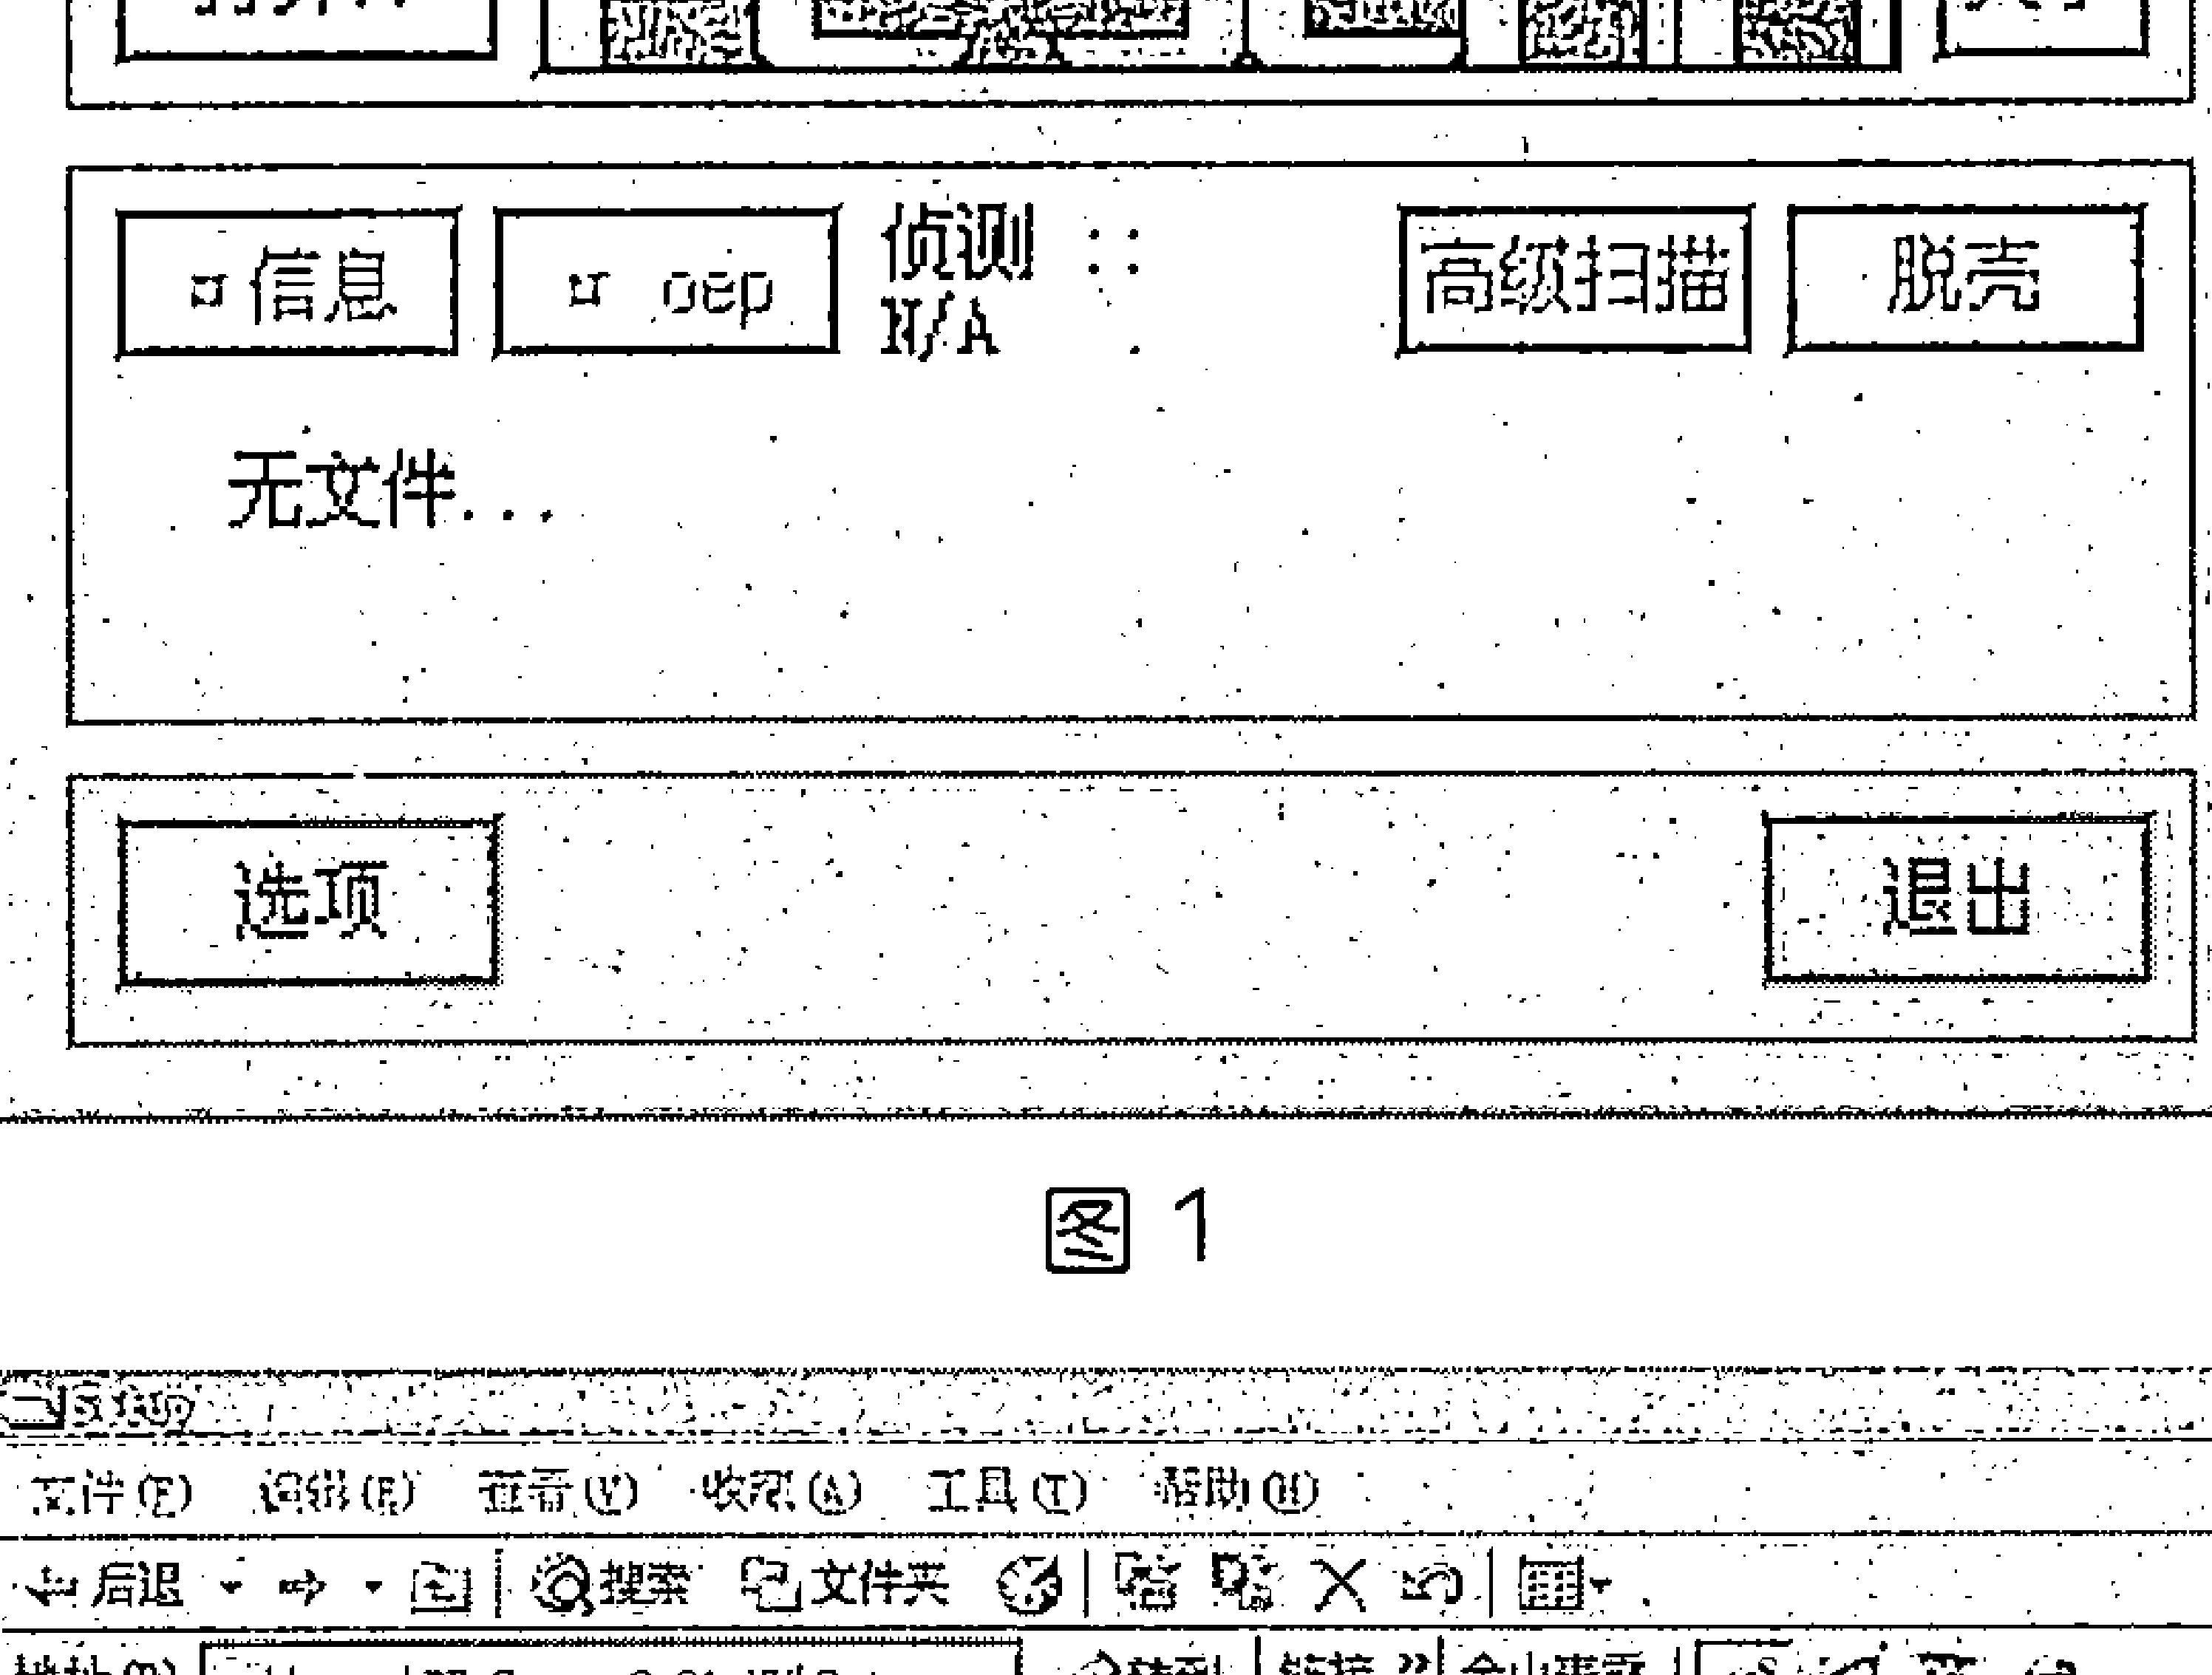 信息 oep 侦测 :: 高级扫描 脱壳
N/A
无文件...
选项 退出
图 1
文件(F) 编辑(E) 查看(V) 收藏(A) 工具(T) 帮助(H)
后退 搜索 文件夹